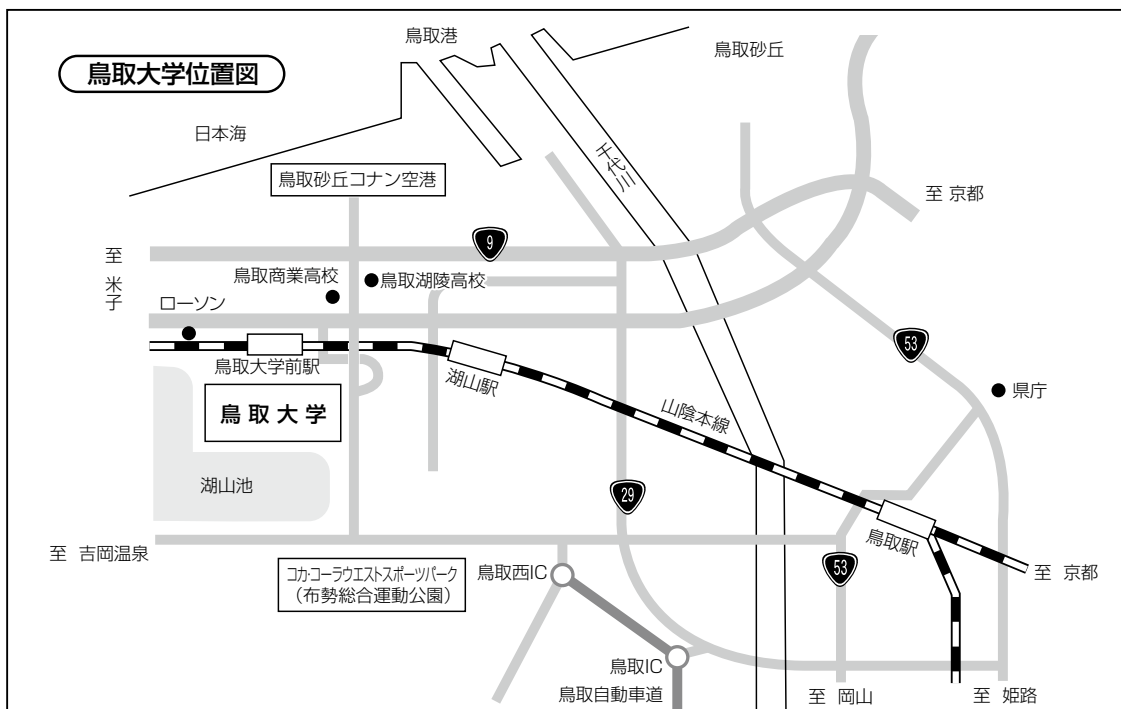 鳥取大学位置図
鳥取港
鳥取砂丘
日本海
千代川
鳥取砂丘コナン空港
至 京都
9
至 米子
鳥取商業高校
鳥取湖陵高校
ローソン
53
鳥取大学前駅
湖山駅
県庁
鳥取大学
山陰本線
湖山池
29
鳥取駅
至 吉岡温泉
コカ・コーラウエストスポーツパーク
（布勢総合運動公園）
鳥取西IC
53
至 京都
鳥取IC
鳥取自動車道
至 岡山
至 姫路